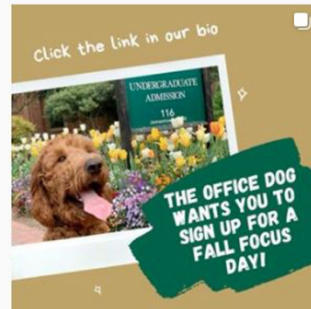 Click the link in our bio
UNDERGRADUATE
ADMISSION
116
THE OFFICE DOG
WANTS YOU TO
SIGN UP FOR A
FALL FOCUS
DAY!